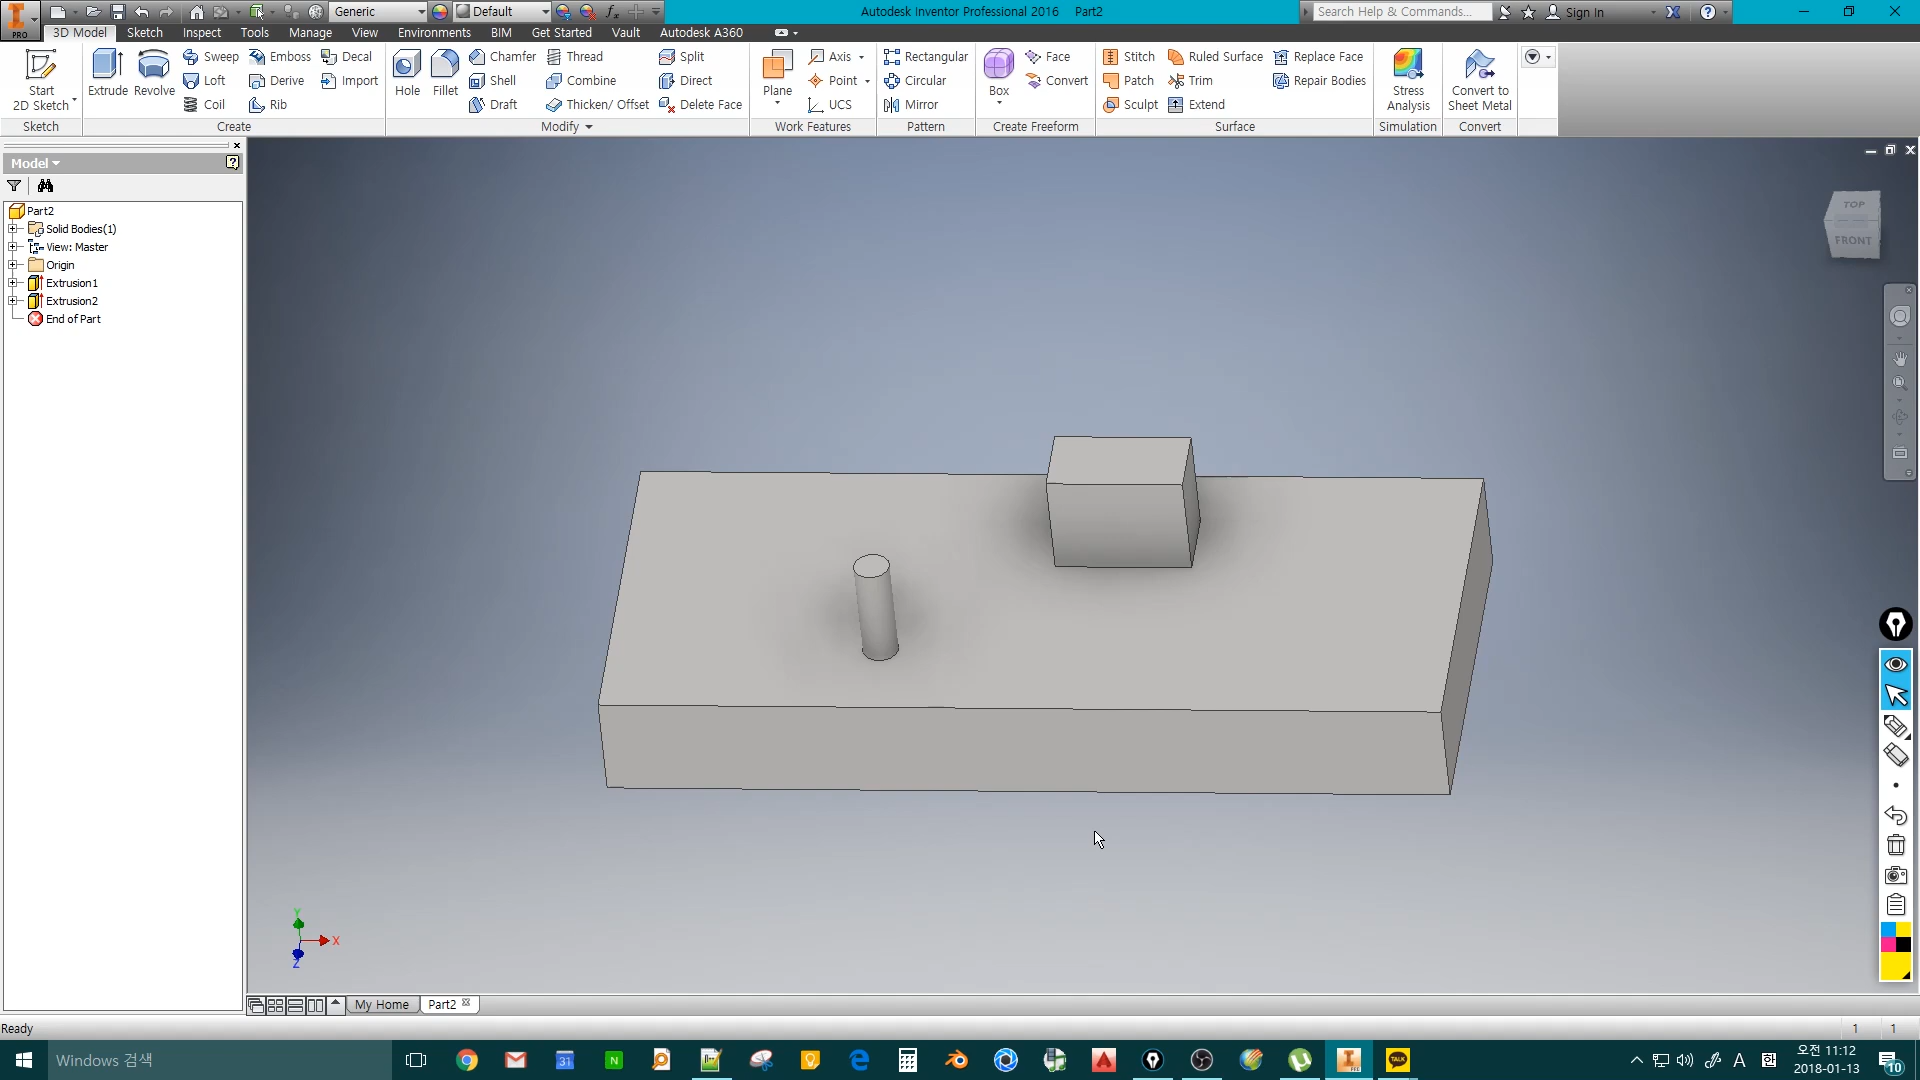 Generic
Default
Autodesk Inventor Professional 2016 Part2
Search Help & Commands...
Sign In
PRO
3D Model Sketch Inspect Tools Manage View Environments BIM Get Started Vault Autodesk A360
Start
2D Sketch
Extrude
Revolve
Sweep
Loft
Coil
Emboss
Derive
Rib
Decal
Import
Hole
Fillet
Chamfer
Shell
Draft
Thread
Combine
Thicken/ Offset
Split
Direct
Delete Face
Plane
Axis
Point
UCS
Rectangular
Circular
Mirror
Box
Face
Convert
Stitch
Patch
Sculpt
Ruled Surface
Trim
Extend
Replace Face
Repair Bodies
Stress
Analysis
Convert to
Sheet Metal
Sketch Create Modify Work Features Pattern Create Freeform Surface Simulation Convert
Model
Part2
Solid Bodies(1)
View: Master
Origin
Extrusion1
Extrusion2
End of Part
TOP
FRONT
Y
X
Z
My Home
Part2
Ready
1 1
Windows 검색
31
N
TALK
A
오전 11:12
2018-01-13
10